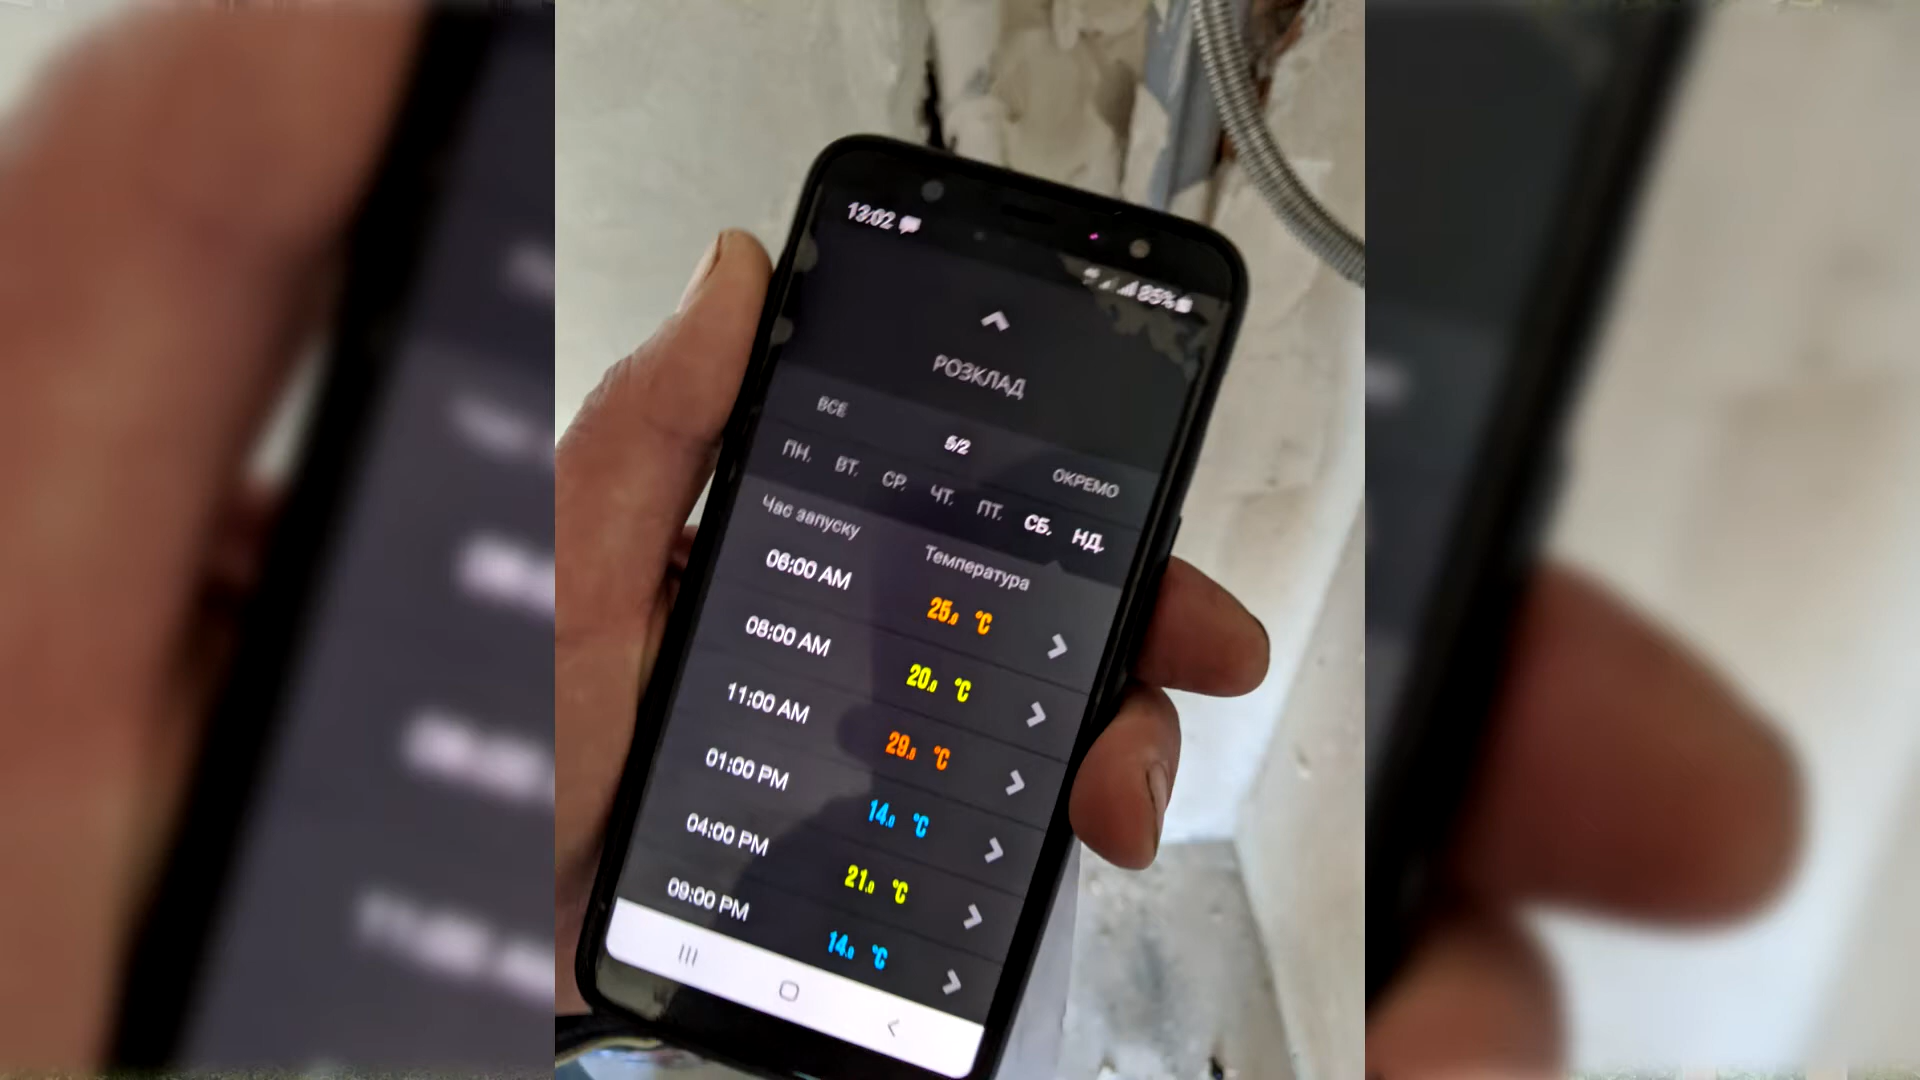 13:02
85%
РОЗКЛАД
ВСЕ 5/2 ОКРЕМО
ПН. ВТ. СР. ЧТ. ПТ. СБ. НД.
Час запуску Температура
06:00 AM 25.0 °C
08:00 AM 20.0 °C
11:00 AM 29.0 °C
01:00 PM 14.0 °C
04:00 PM 21.0 °C
09:00 PM 14.0 °C